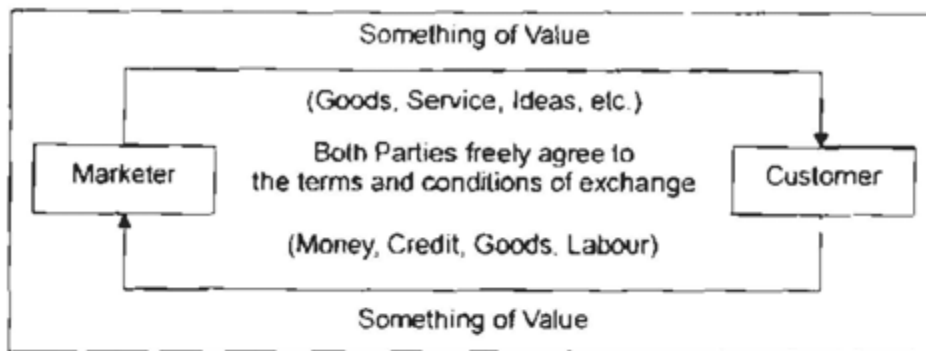 Something of Value
(Goods, Service, Ideas, etc.)
Both Parties freely agree to
the terms and conditions of exchange
Marketer
Customer
(Money, Credit, Goods, Labour)
Something of Value